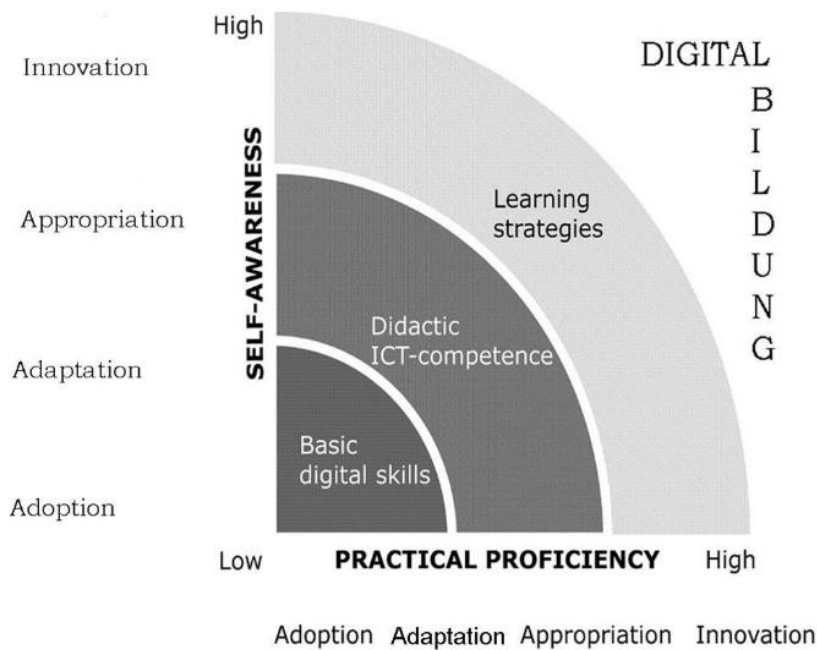 High
Innovation
DIGITAL
BILDUNG
SELF-AWARENESS
Appropriation
Learning
strategies
Didactic
ICT-competence
Adaptation
Basic
digital skills
Adoption
Low
PRACTICAL PROFICIENCY
High
Adoption Adaptation Appropriation Innovation